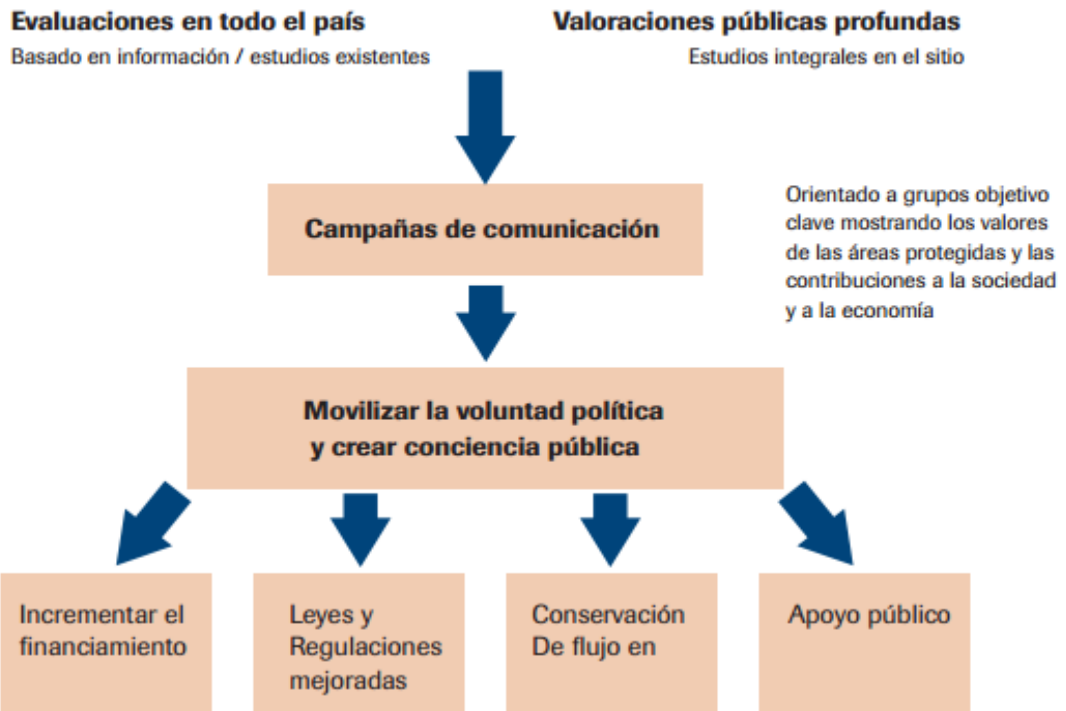 Evaluaciones en todo el país
Basado en información / estudios existentes
Valoraciones públicas profundas
Estudios integrales en el sitio
Campañas de comunicación
Orientado a grupos objetivo
clave mostrando los valores
de las áreas protegidas y las
contribuciones a la sociedad
y a la economía
Movilizar la voluntad política
y crear conciencia pública
Incrementar el
financiamiento
Leyes y
Regulaciones
mejoradas
Conservación
De flujo en
Apoyo público